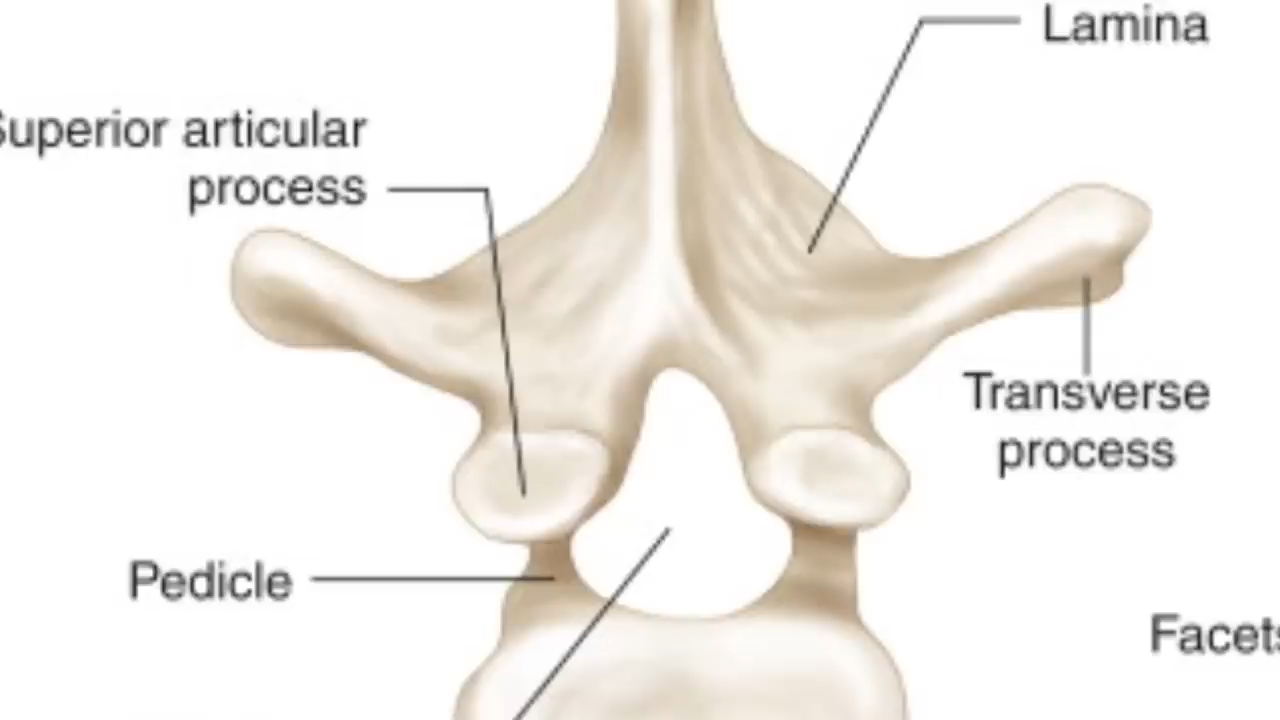 Lamina
Superior articular
process
Transverse
process
Pedicle
Facets